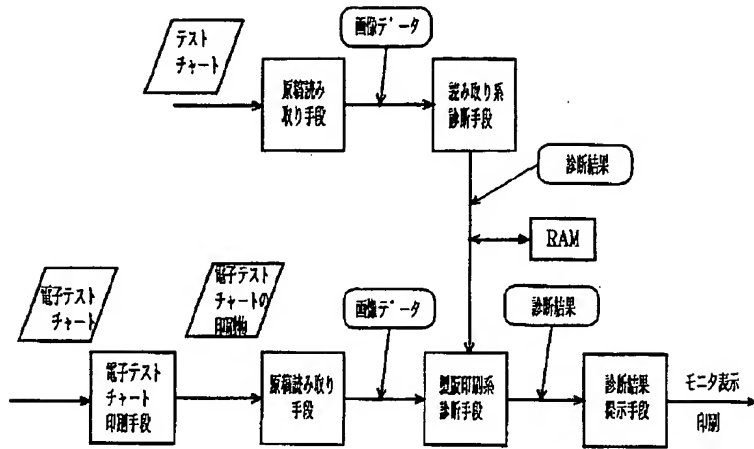 テスト
チャート
画像データ
原稿読み
取り手段
読み取り系
診断手段
診断結果
RAM
電子テスト
チャート
電子テスト
チャートの
印刷物
画像データ
診断結果
電子テスト
チャート
印刷手段
原稿読み取り
手段
製版印刷系
診断手段
診断結果
提示手段
モニタ表示
印刷